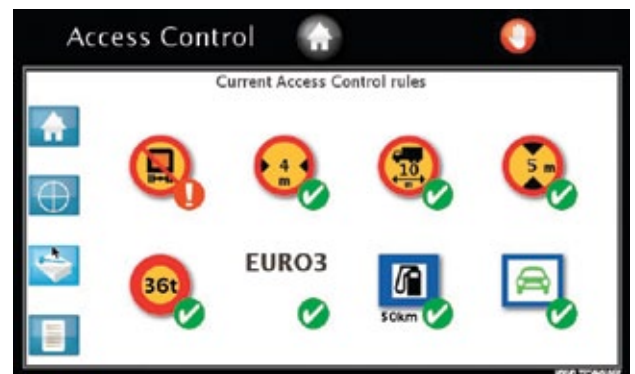 Access Control
Current Access Control rules
4
m
10
m
5 m
36t
EURO3
50km